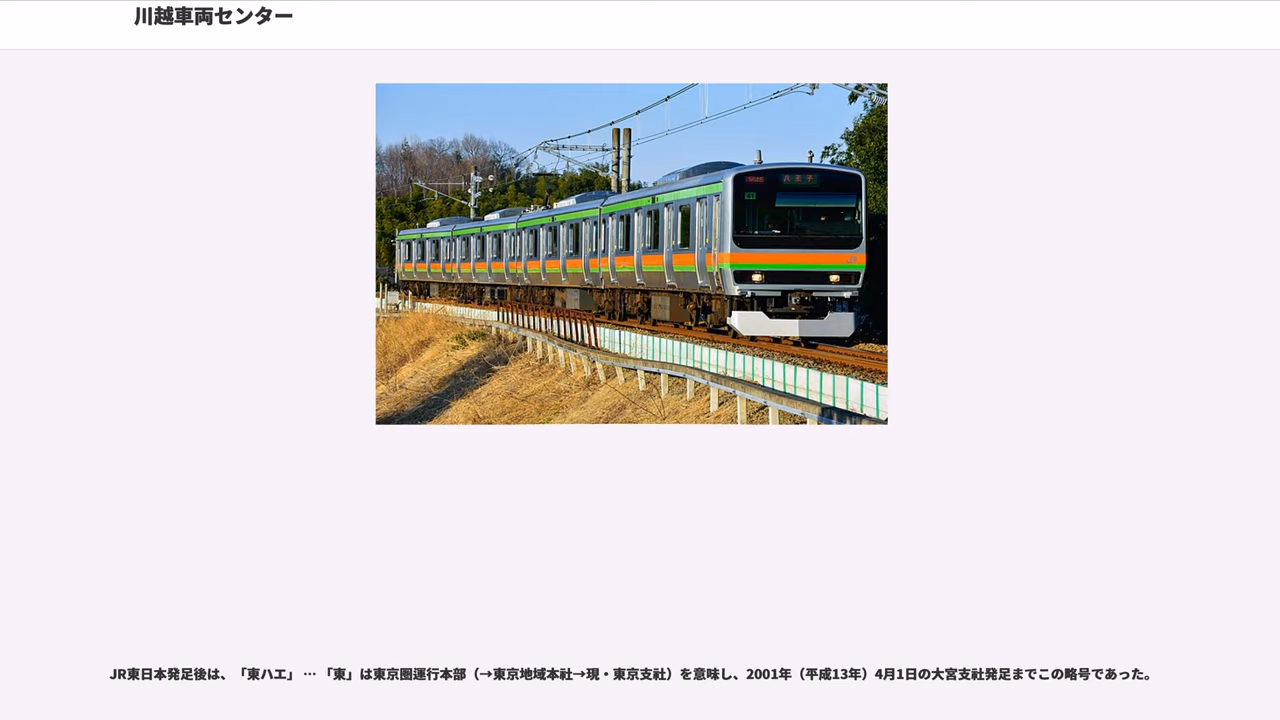 川越車両センター
八王子
JR東日本発足後は、「東ハエ」 … 「東」は東京圏運行本部（→東京地域本社→現・東京支社）を意味し、2001年（平成13年）4月1日の大宮支社発足までこの略号であった。